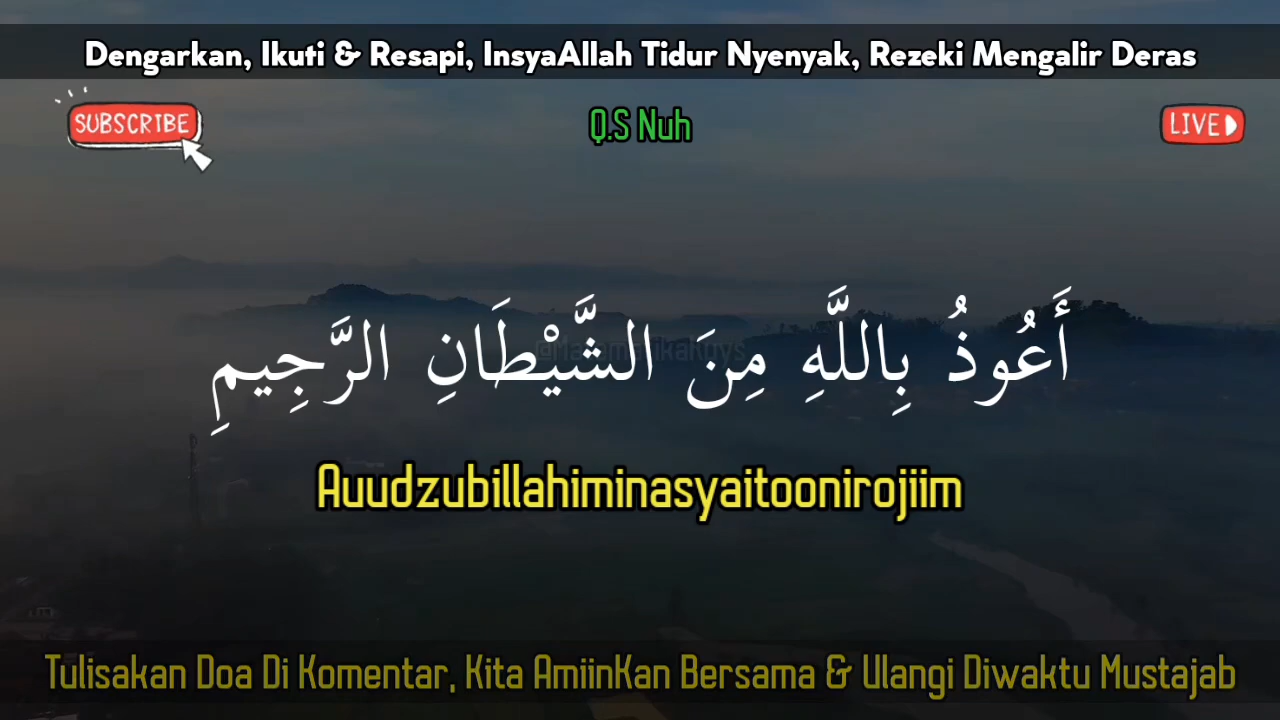 Dengarkan, Ikuti & Resapi, InsyaAllah Tidur Nyenyak, Rezeki Mengalir Deras
SUBSCRIBE
Q.S Nuh
LIVE
أَعُوذُ بِاللَّهِ مِنَ الشَّيْطَانِ الرَّجِيمِ
Auudzubillahiminasyaitoonirojiim
Tulisakan Doa Di Komentar, Kita AmiinKan Bersama & Ulangi Diwaktu Mustajab